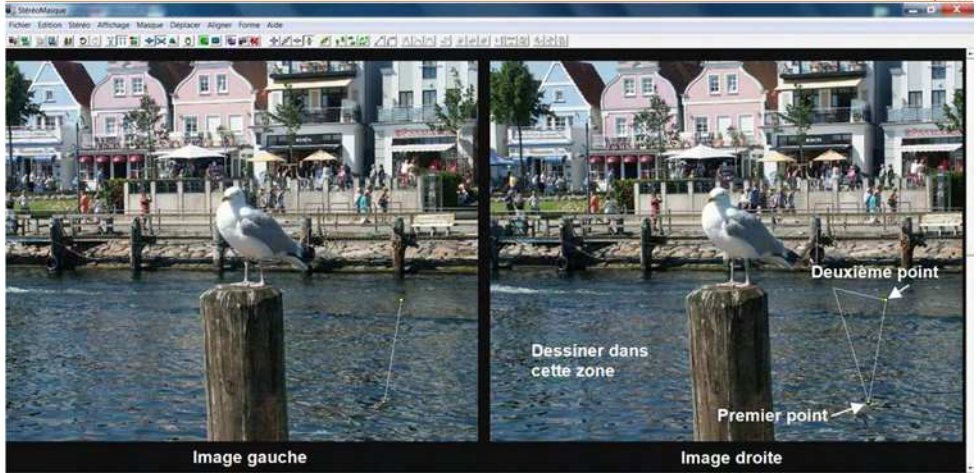 StéréoMasque
Fichier Edition Stéréo Affichage Masque Déplacer Aligner Forme Aide
Deuxième point
Dessiner dans
cette zone
Premier point
Image gauche
Image droite